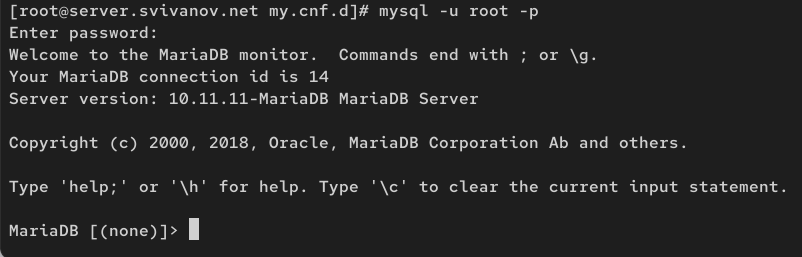 [root@server.svivanov.net my.cnf.d]# mysql -u root -p
Enter password:
Welcome to the MariaDB monitor.  Commands end with ; or \g.
Your MariaDB connection id is 14
Server version: 10.11.11-MariaDB MariaDB Server
Copyright (c) 2000, 2018, Oracle, MariaDB Corporation Ab and others.
Type 'help;' or '\h' for help. Type '\c' to clear the current input statement.
MariaDB [(none)]>